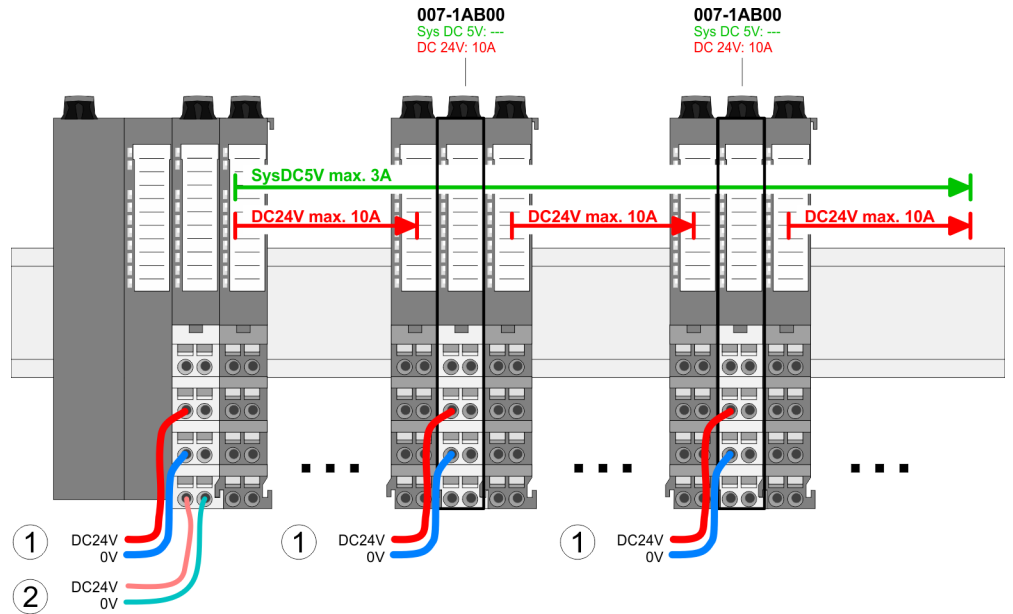 007-1AB00
Sys DC 5V: ---
DC 24V: 10A
007-1AB00
Sys DC 5V: ---
DC 24V: 10A
SysDC5V max. 3A
DC24V max. 10A
DC24V max. 10A
DC24V max. 10A
1
DC24V
0V
1
DC24V
0V
1
DC24V
0V
2
DC24V
0V